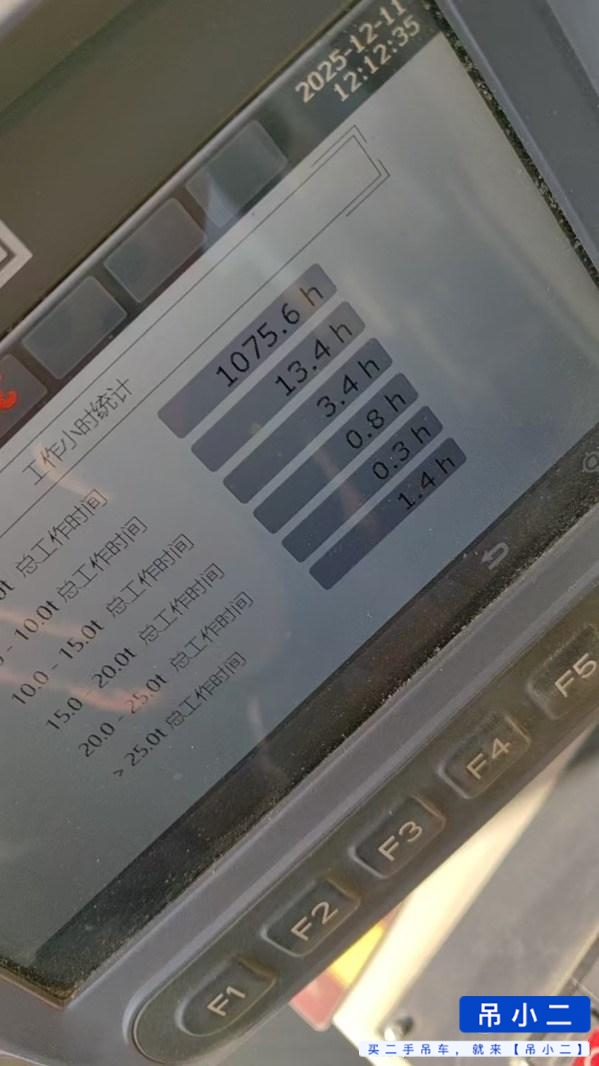 2025-12-11
12:12:35
工作小时统计
0t 总工作时间 1075.6 h
- 10.0t 总工作时间 13.4 h
10.0 - 15.0t 总工作时间 3.4 h
15.0 - 20.0t 总工作时间 0.8 h
20.0 - 25.0t 总工作时间 0.3 h
> 25.0t 总工作时间 1.4 h
F1 F2 F3 F4 F5
吊小二
买二手吊车，就来【吊小二】